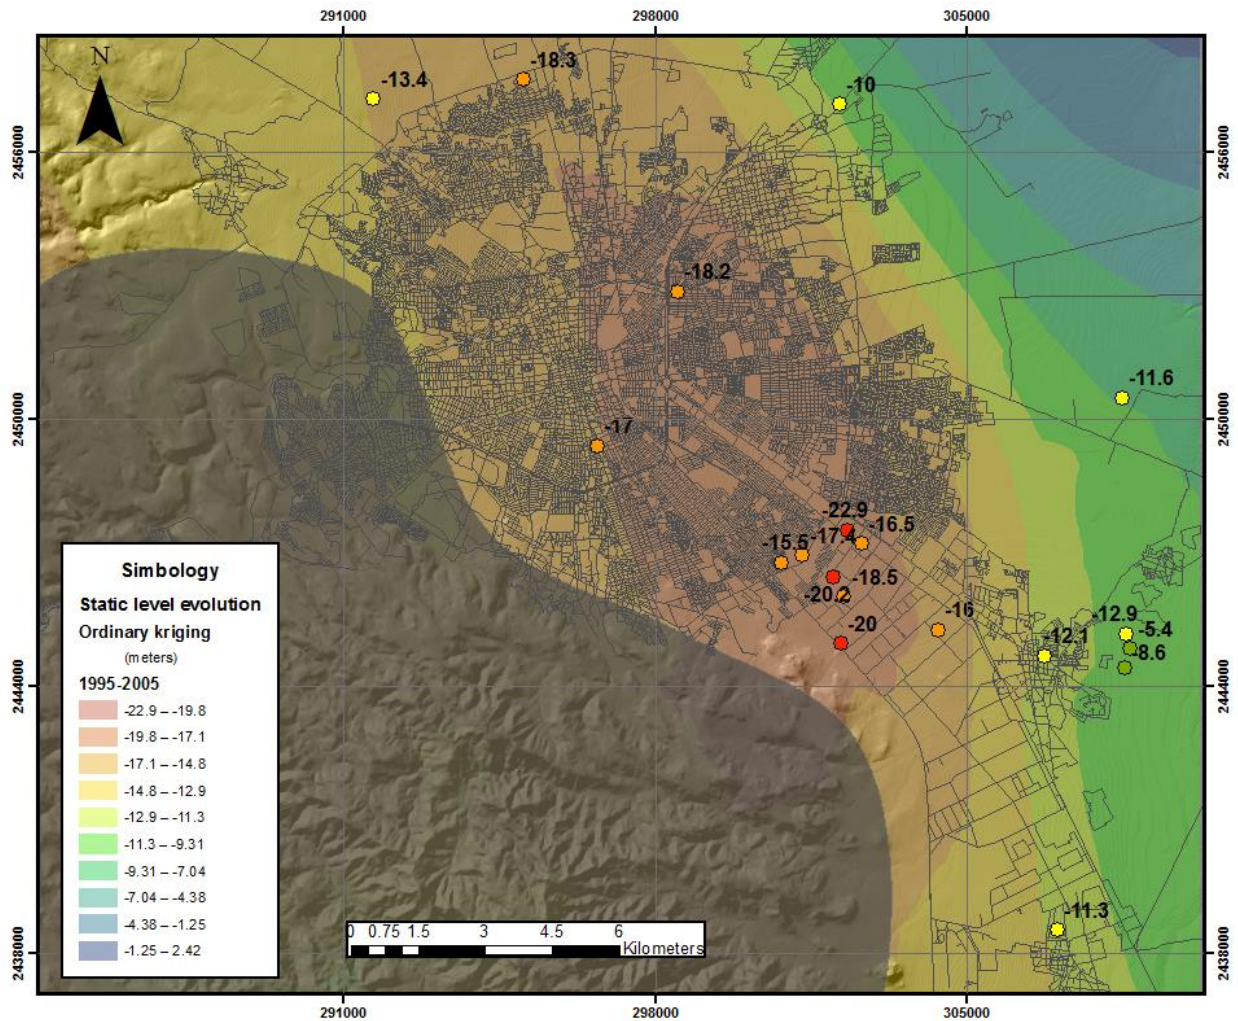 291000
298000
305000
N
-13.4
-18.3
-10
2456000
2456000
-18.2
-11.6
2450000
2450000
-17
-22.9
-16.5
-17.4
-15.5
-18.5
-20.2
-16
-12.9
-5.4
-20
-12.1
-8.6
2444000
2444000
Simbology
Static level evolution
Ordinary kriging
(meters)
1995-2005
-22.9 – -19.8
-19.8 – -17.1
-17.1 – -14.8
-14.8 – -12.9
-12.9 – -11.3
-11.3 – -9.31
-9.31 – -7.04
-7.04 – -4.38
-4.38 – -1.25
-1.25 – 2.42
-11.3
0 0.75 1.5 3 4.5 6
Kilometers
2438000
2438000
291000
298000
305000